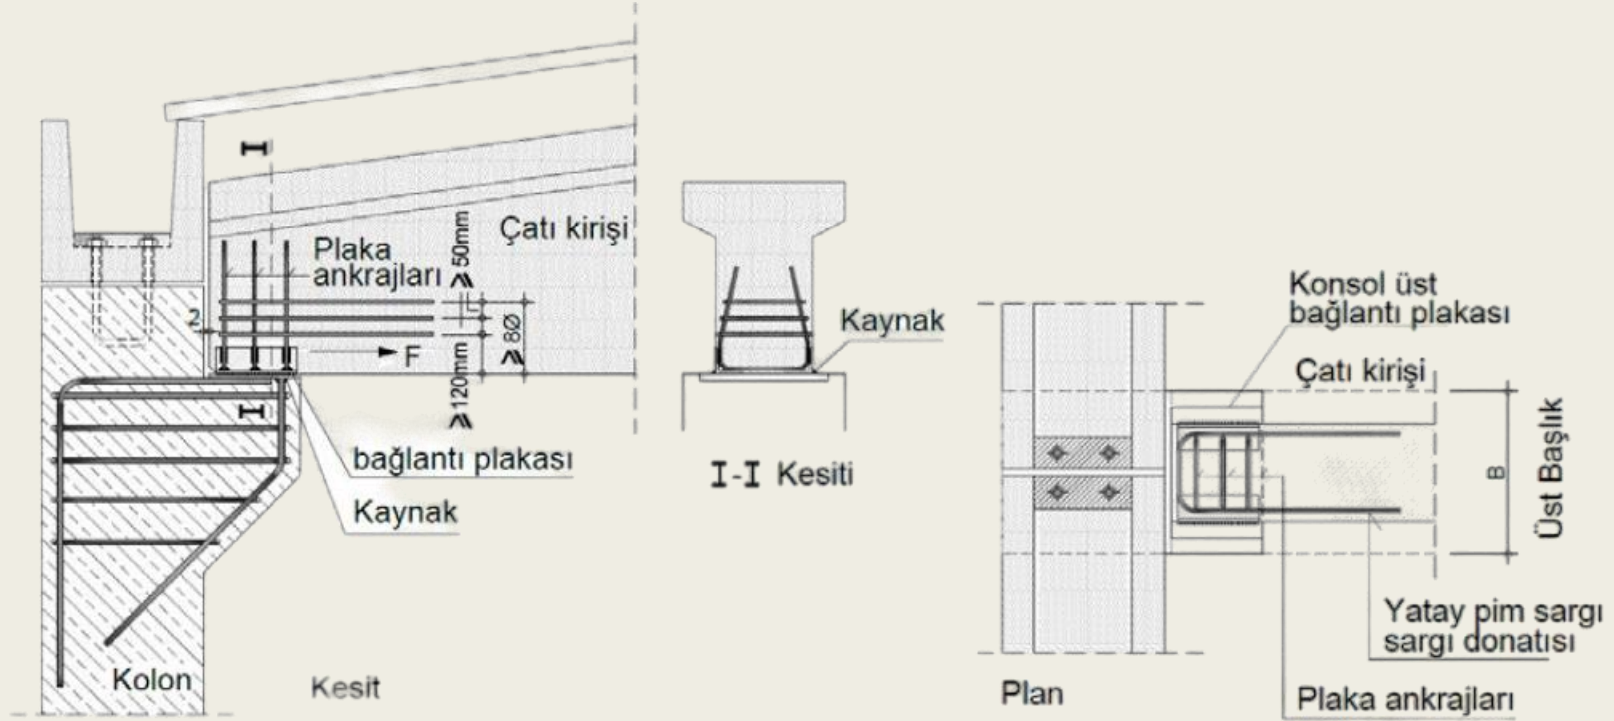 I
Plaka
ankrajları
≥50mm
Çatı kirişi
2
F
≥8Ø
≥120mm
I
bağlantı plakası
Kaynak
Kolon
Kesit
Kaynak
I-I Kesiti
Konsol üst
bağlantı plakası
Çatı kirişi
B
Üst Başlık
Yatay pim sargı
sargı donatısı
Plaka ankrajları
Plan